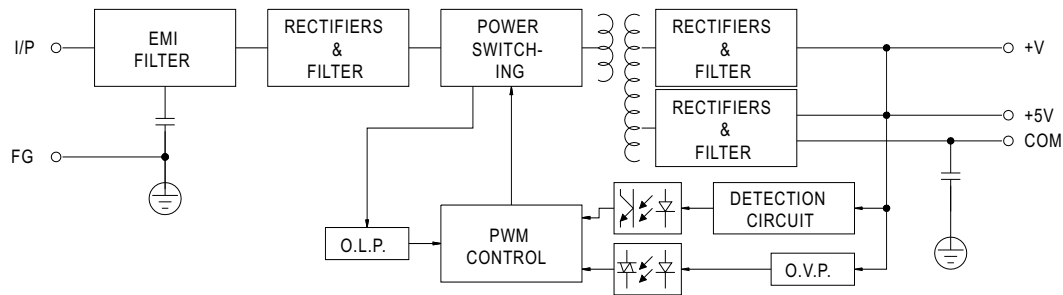 I/P
EMI
FILTER
RECTIFIERS
&
FILTER
POWER
SWITCH-
ING
RECTIFIERS
&
FILTER
+V
RECTIFIERS
&
FILTER
+5V
COM
FG
O.L.P.
PWM
CONTROL
DETECTION
CIRCUIT
O.V.P.